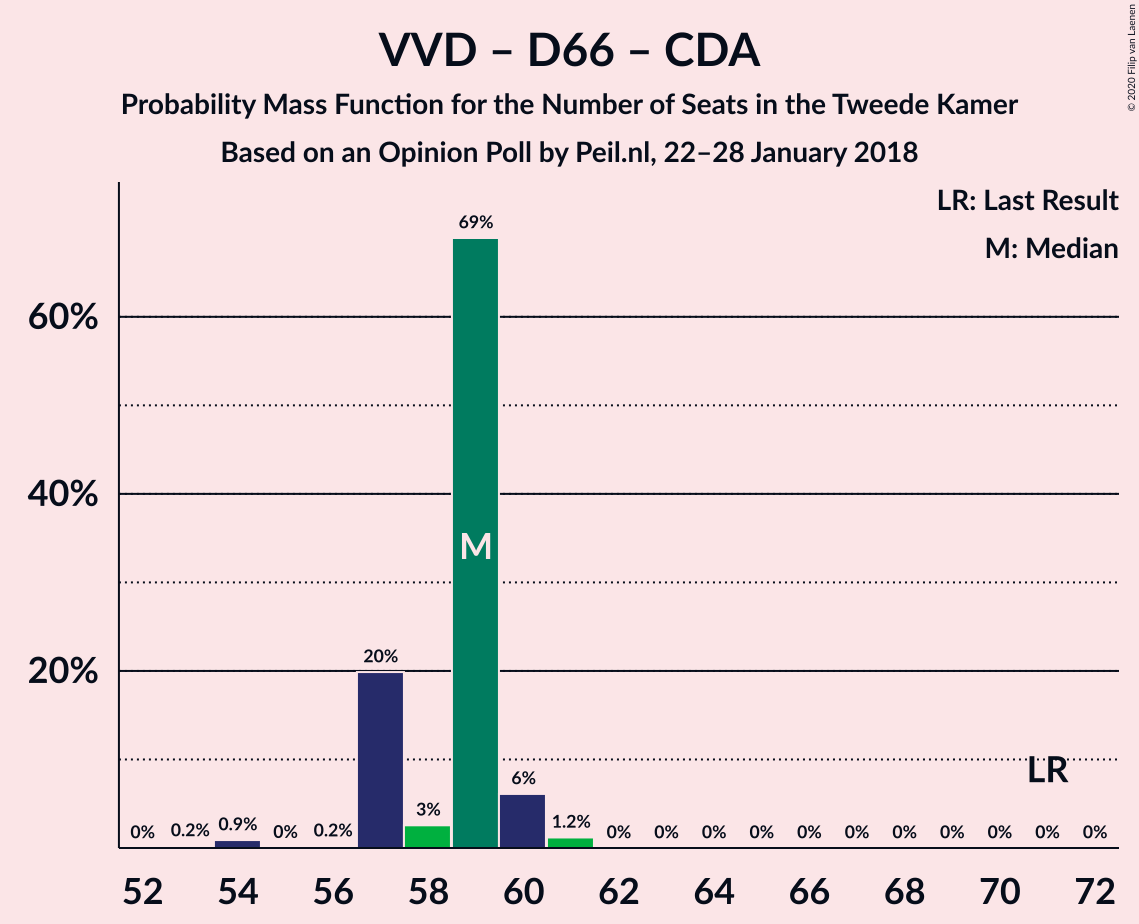 VVD – D66 – CDA
Probability Mass Function for the Number of Seats in the Tweede Kamer
Based on an Opinion Poll by Peil.nl, 22–28 January 2018
© 2020 Filip van Laenen
LR: Last Result
M: Median
69%
60%
40%
M
20%
20%
LR
6%
3%
1.2%
0.9%
0% 0.2% 0% 0.2% 0% 0% 0% 0% 0% 0% 0% 0% 0% 0% 0%
52 54 56 58 60 62 64 66 68 70 72